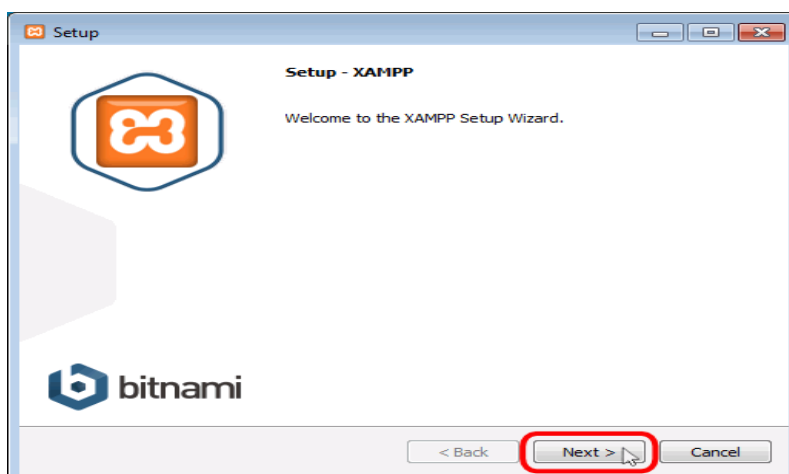 Setup
Setup - XAMPP
Welcome to the XAMPP Setup Wizard.
bitnami
< Back
Next >
Cancel